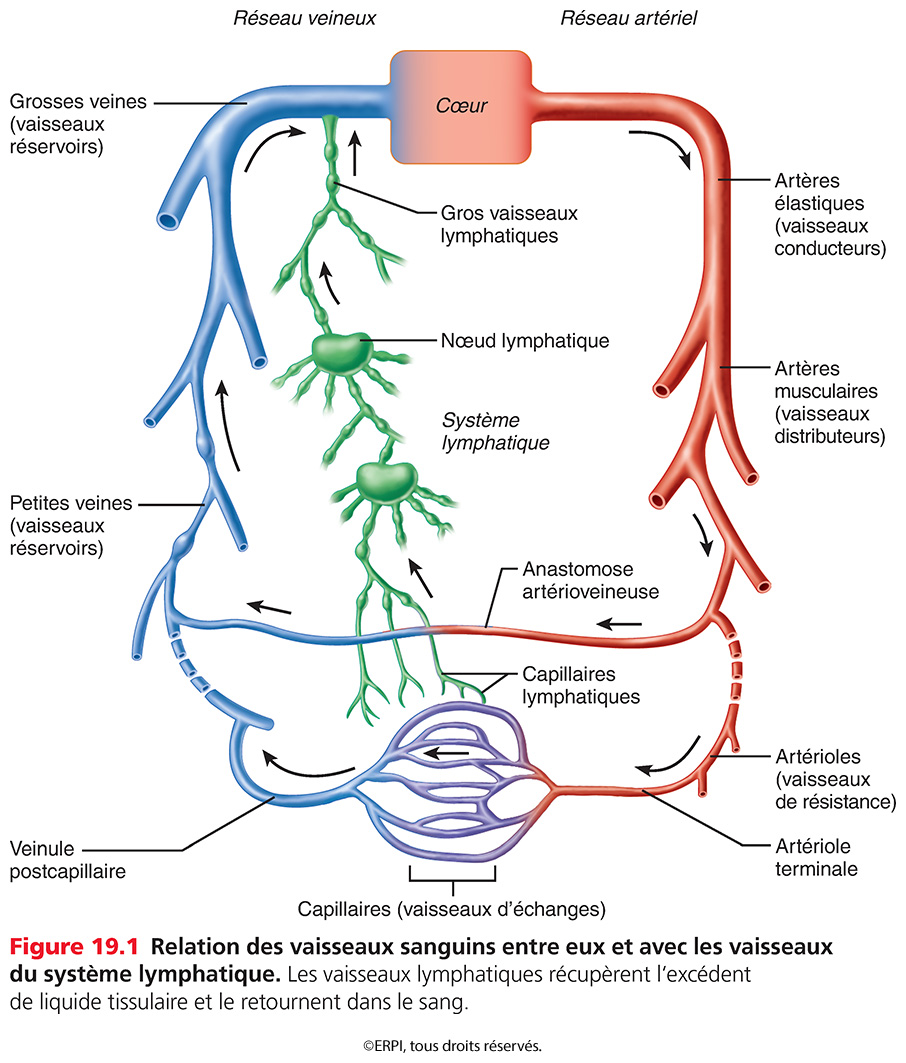 Réseau veineux
Réseau artériel
Grosses veines
(vaisseaux
réservoirs)
Cœur
Artères
élastiques
(vaisseaux
conducteurs)
Gros vaisseaux
lymphatiques
Nœud lymphatique
Artères
musculaires
(vaisseaux
distributeurs)
Système
lymphatique
Petites veines
(vaisseaux
réservoirs)
Anastomose
artérioveineuse
Capillaires
lymphatiques
Artérioles
(vaisseaux
de résistance)
Veinule
postcapillaire
Artériole
terminale
Capillaires (vaisseaux d’échanges)
Figure 19.1 Relation des vaisseaux sanguins entre eux et avec les vaisseaux
du système lymphatique. Les vaisseaux lymphatiques récupèrent l’excédent
de liquide tissulaire et le retournent dans le sang.
©ERPI, tous droits réservés.